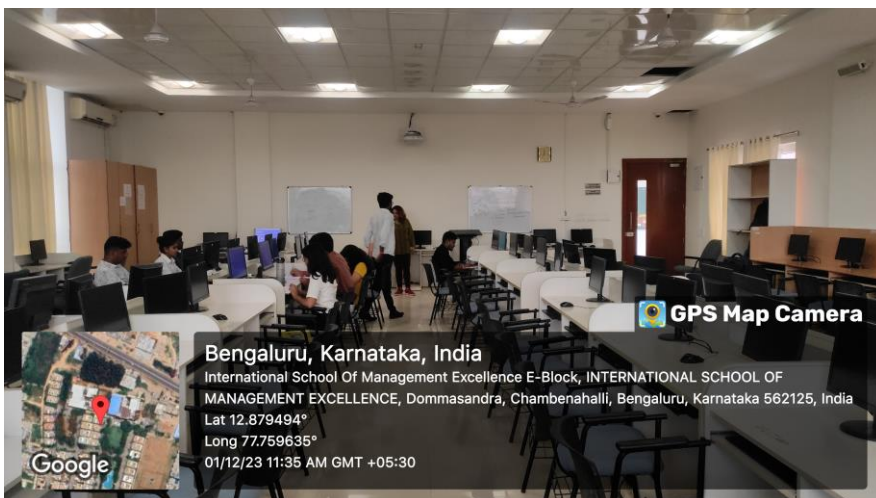 GPS Map Camera
Bengaluru, Karnataka, India
International School Of Management Excellence E-Block, INTERNATIONAL SCHOOL OF
MANAGEMENT EXCELLENCE, Dommasandra, Chambenahalli, Bengaluru, Karnataka 562125, India
Lat 12.879494°
Long 77.759635°
01/12/23 11:35 AM GMT +05:30
Google